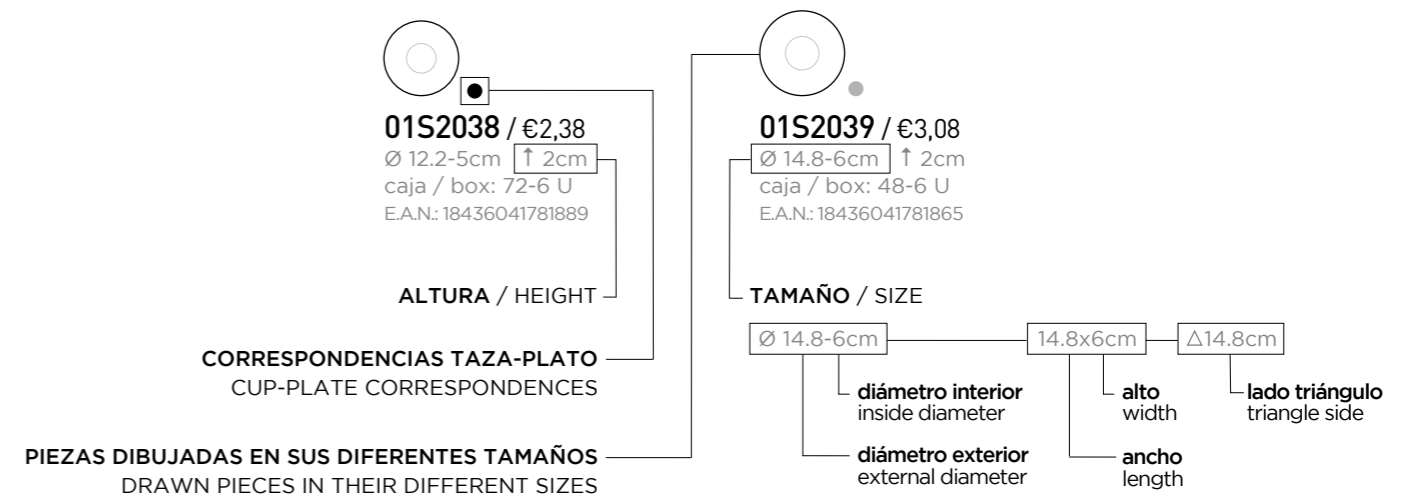 01S2038 / €2,38
Ø 12.2-5cm ↑ 2cm
caja / box: 72-6 U
E.A.N.: 18436041781889
01S2039 / €3,08
Ø 14.8-6cm ↑ 2cm
caja / box: 48-6 U
E.A.N.: 18436041781865
ALTURA / HEIGHT
TAMAÑO / SIZE
CORRESPONDENCIAS TAZA-PLATO
CUP-PLATE CORRESPONDENCES
PIEZAS DIBUJADAS EN SUS DIFERENTES TAMAÑOS
DRAWN PIECES IN THEIR DIFFERENT SIZES
Ø 14.8-6cm
diámetro interior
inside diameter
diámetro exterior
external diameter
14.8x6cm
alto
width
ancho
length
△14.8cm
lado triángulo
triangle side